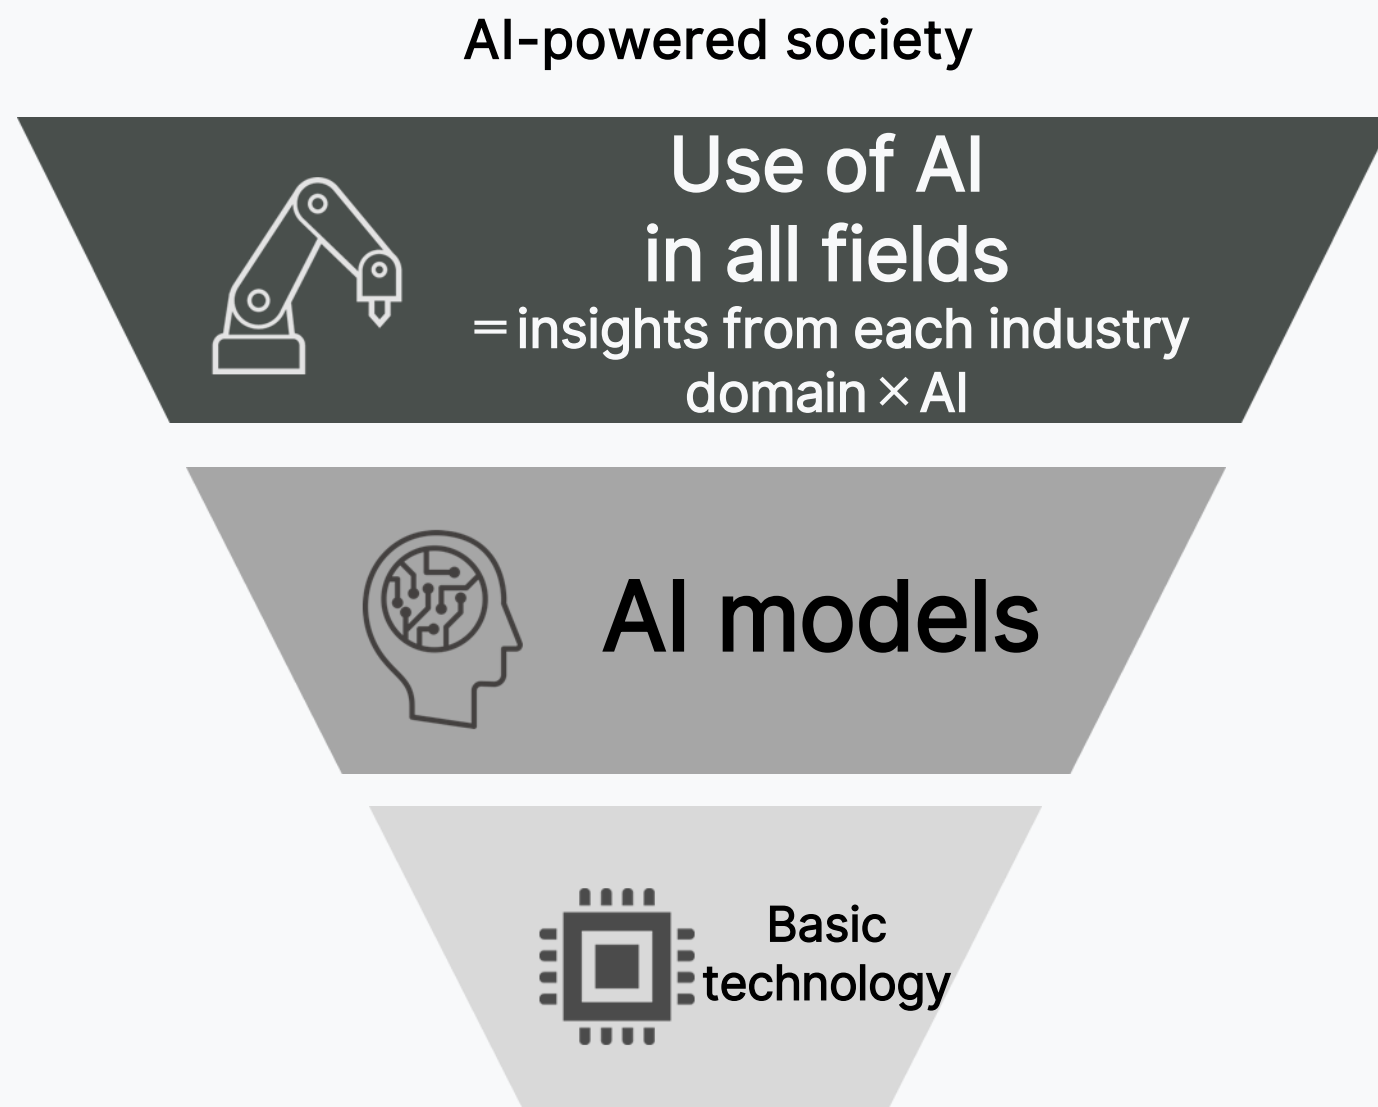 AI-powered society
Use of AI
in all fields
＝insights from each industry
domain×AI
AI models
Basic
technology